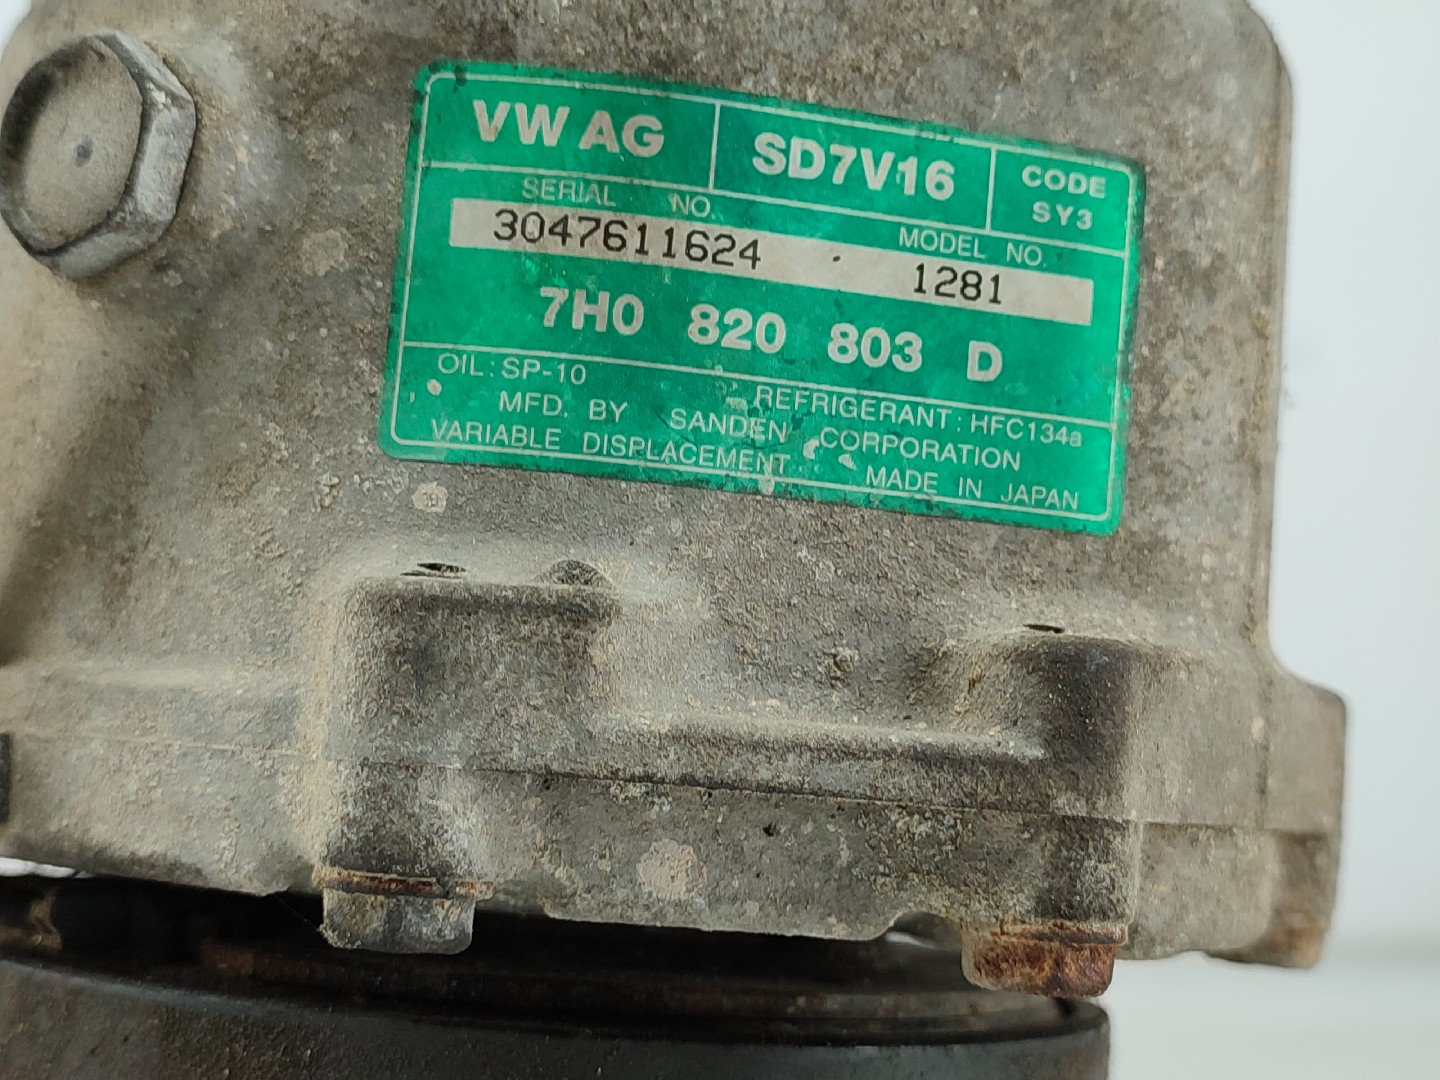 VW AG SD7V16 CODE SY3
SERIAL NO. MODEL NO.
3047611624 · 1281
7H0 820 803 D
OIL: SP-10 REFRIGERANT: HFC134a
MFD. BY SANDEN CORPORATION
VARIABLE DISPLACEMENT MADE IN JAPAN